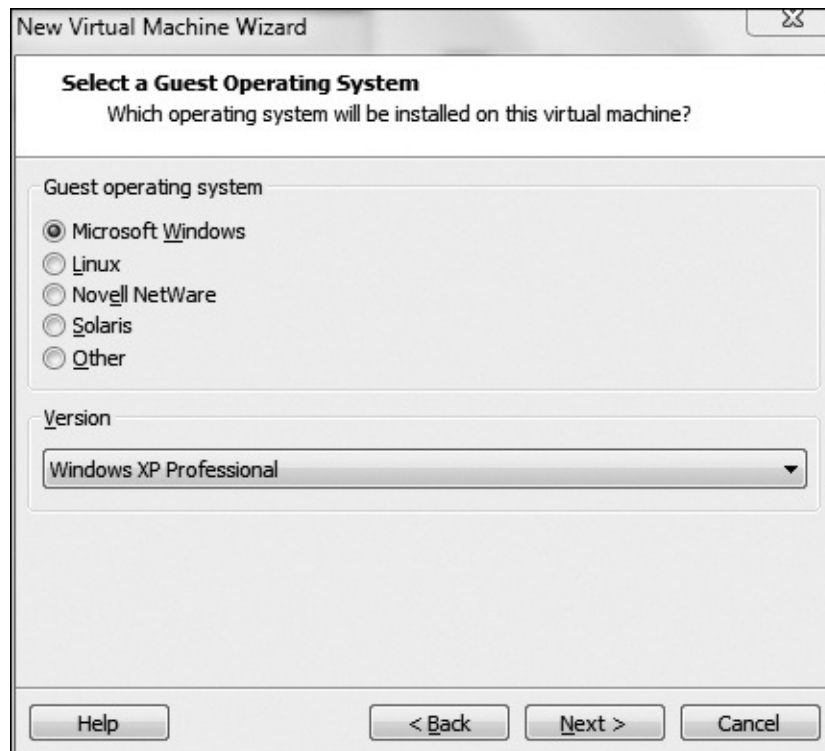 New Virtual Machine Wizard
Select a Guest Operating System
Which operating system will be installed on this virtual machine?
Guest operating system
Microsoft Windows
Linux
Novell NetWare
Solaris
Other
Version
Windows XP Professional
Help
< Back
Next >
Cancel